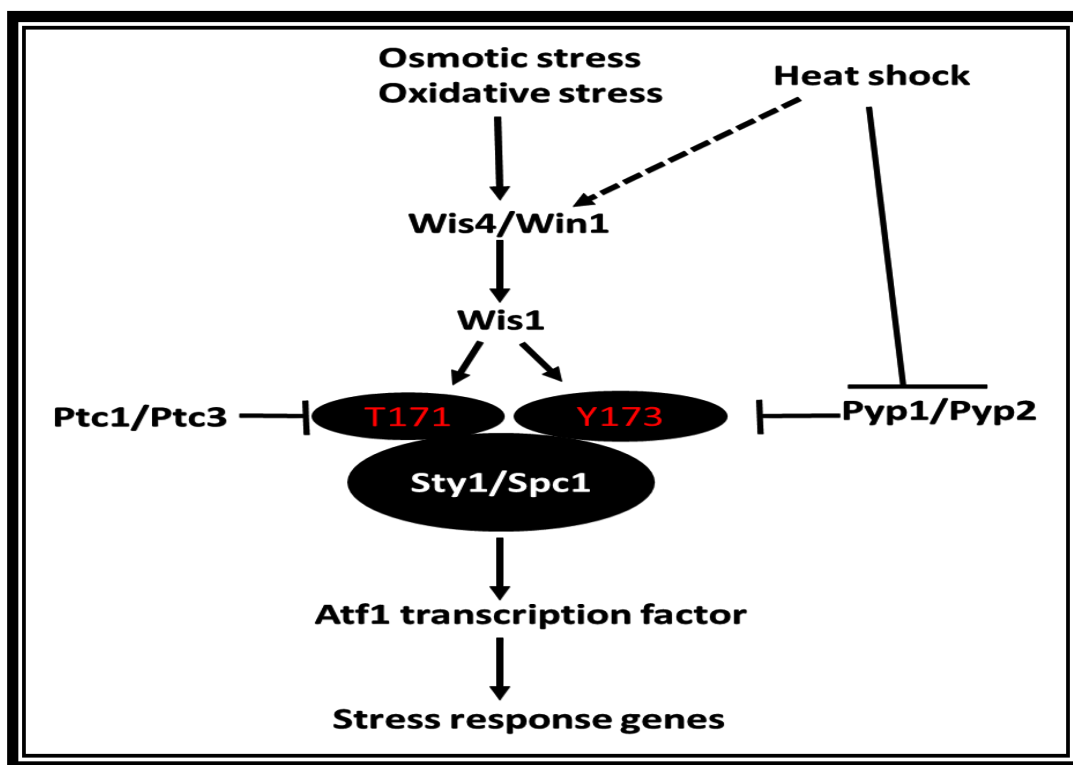 Osmotic stress
Oxidative stress
Heat shock
Wis4/Win1
Wis1
Ptc1/Ptc3
T171
Y173
Pyp1/Pyp2
Sty1/Spc1
Atf1 transcription factor
Stress response genes